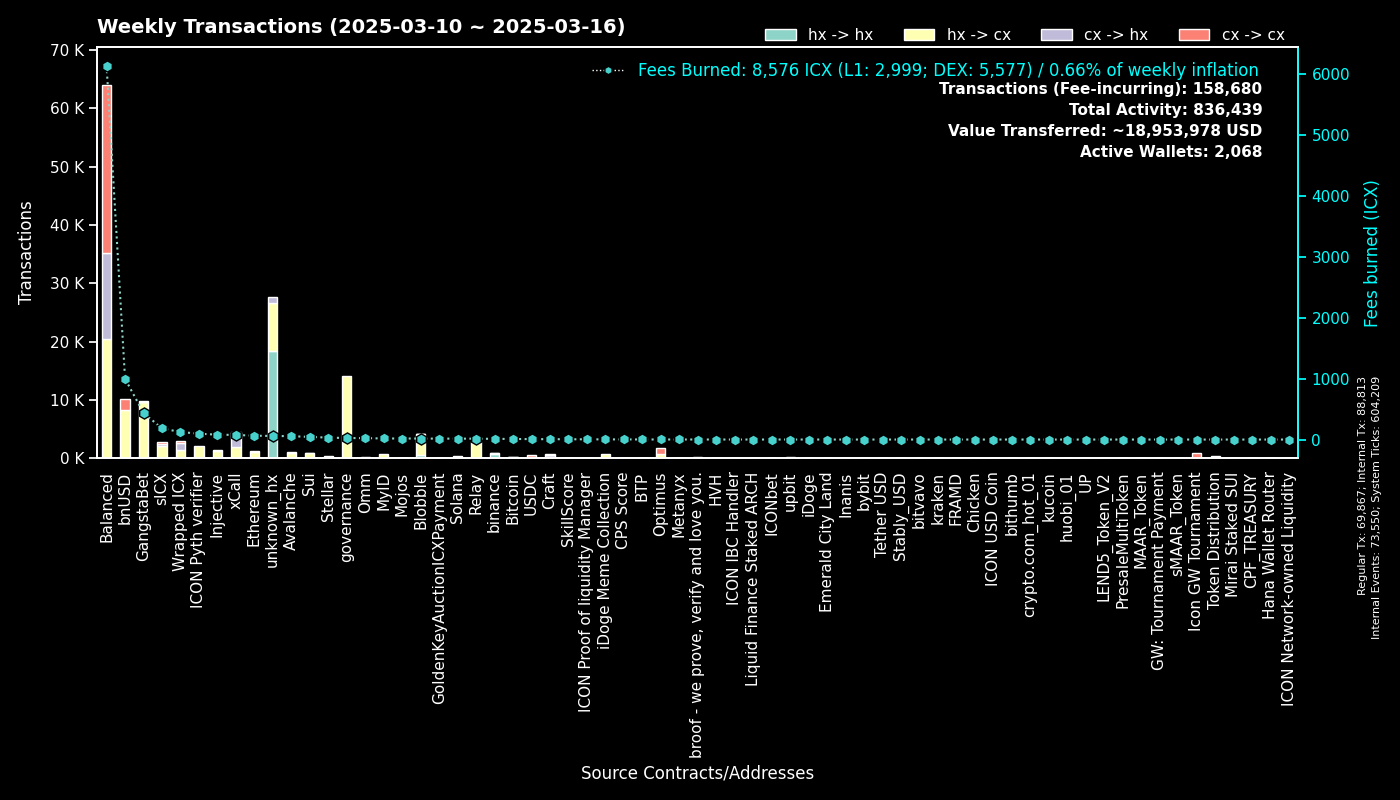 Weekly Transactions (2025-03-10 ~ 2025-03-16)
hx -> hx
hx -> cx
cx -> hx
cx -> cx
Fees Burned: 8,576 ICX (L1: 2,999; DEX: 5,577) / 0.66% of weekly inflation
Transactions (Fee-incurring): 158,680
Total Activity: 836,439
Value Transferred: ~18,953,978 USD
Active Wallets: 2,068
Transactions
70 K
60 K
50 K
40 K
30 K
20 K
10 K
0 K
6000
5000
4000
3000
2000
1000
0
Fees burned (ICX)
Regular Tx: 69,867; Internal Tx: 88,813
Internal Events: 73,550; System Ticks: 604,209
Balanced
bnUSD
GangstaBet
sICX
Wrapped ICX
ICON Pyth verifier
Injective
xCall
Ethereum
unknown_hx
Avalanche
Sui
Stellar
governance
Omm
MyID
Mojos
Blobble
GoldenKeyAuctionICXPayment
Solana
Relay
binance
Bitcoin
USDC
Craft
SkillScore
ICON Proof of liquidity Manager
iDoge Meme Collection
CPS Score
BTP
Optimus
Metanyx
broof - we prove, verify and love you.
HVH
ICON IBC Handler
Liquid Finance Staked ARCH
ICONbet
upbit
iDoge
Emerald City Land
Inanis
bybit
Tether_USD
Stably_USD
bitvavo
kraken
FRAMD
Chicken
ICON USD Coin
bithumb
crypto.com_hot_01
kucoin
huobi_01
UP
LEND5_Token_V2
PresaleMultiToken
MAAR_Token
GW: Tournament Payment
sMAAR_Token
Icon GW Tournament
Token Distribution
Mirai Staked SUI
CPF_TREASURY
Hana Wallet Router
ICON Network-owned Liquidity
Source Contracts/Addresses